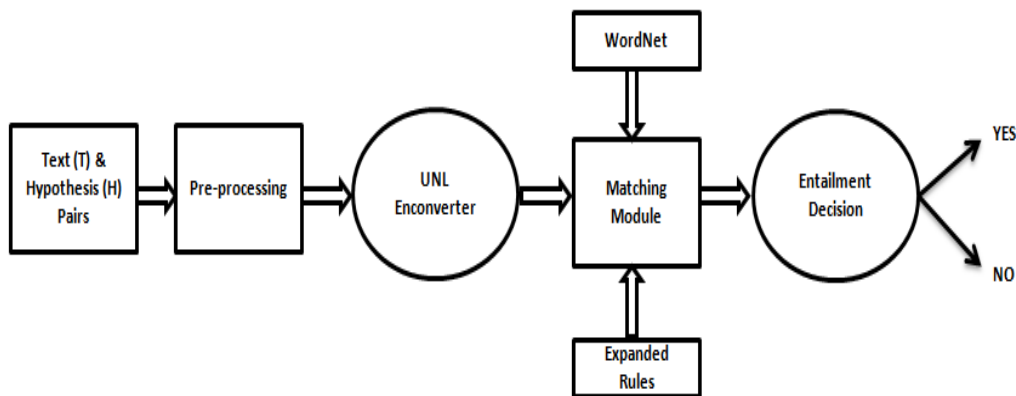 WordNet
Text (T) &
Hypothesis (H)
Pairs
Pre-processing
UNL
Enconverter
Matching
Module
Entailment
Decision
YES
NO
Expanded
Rules